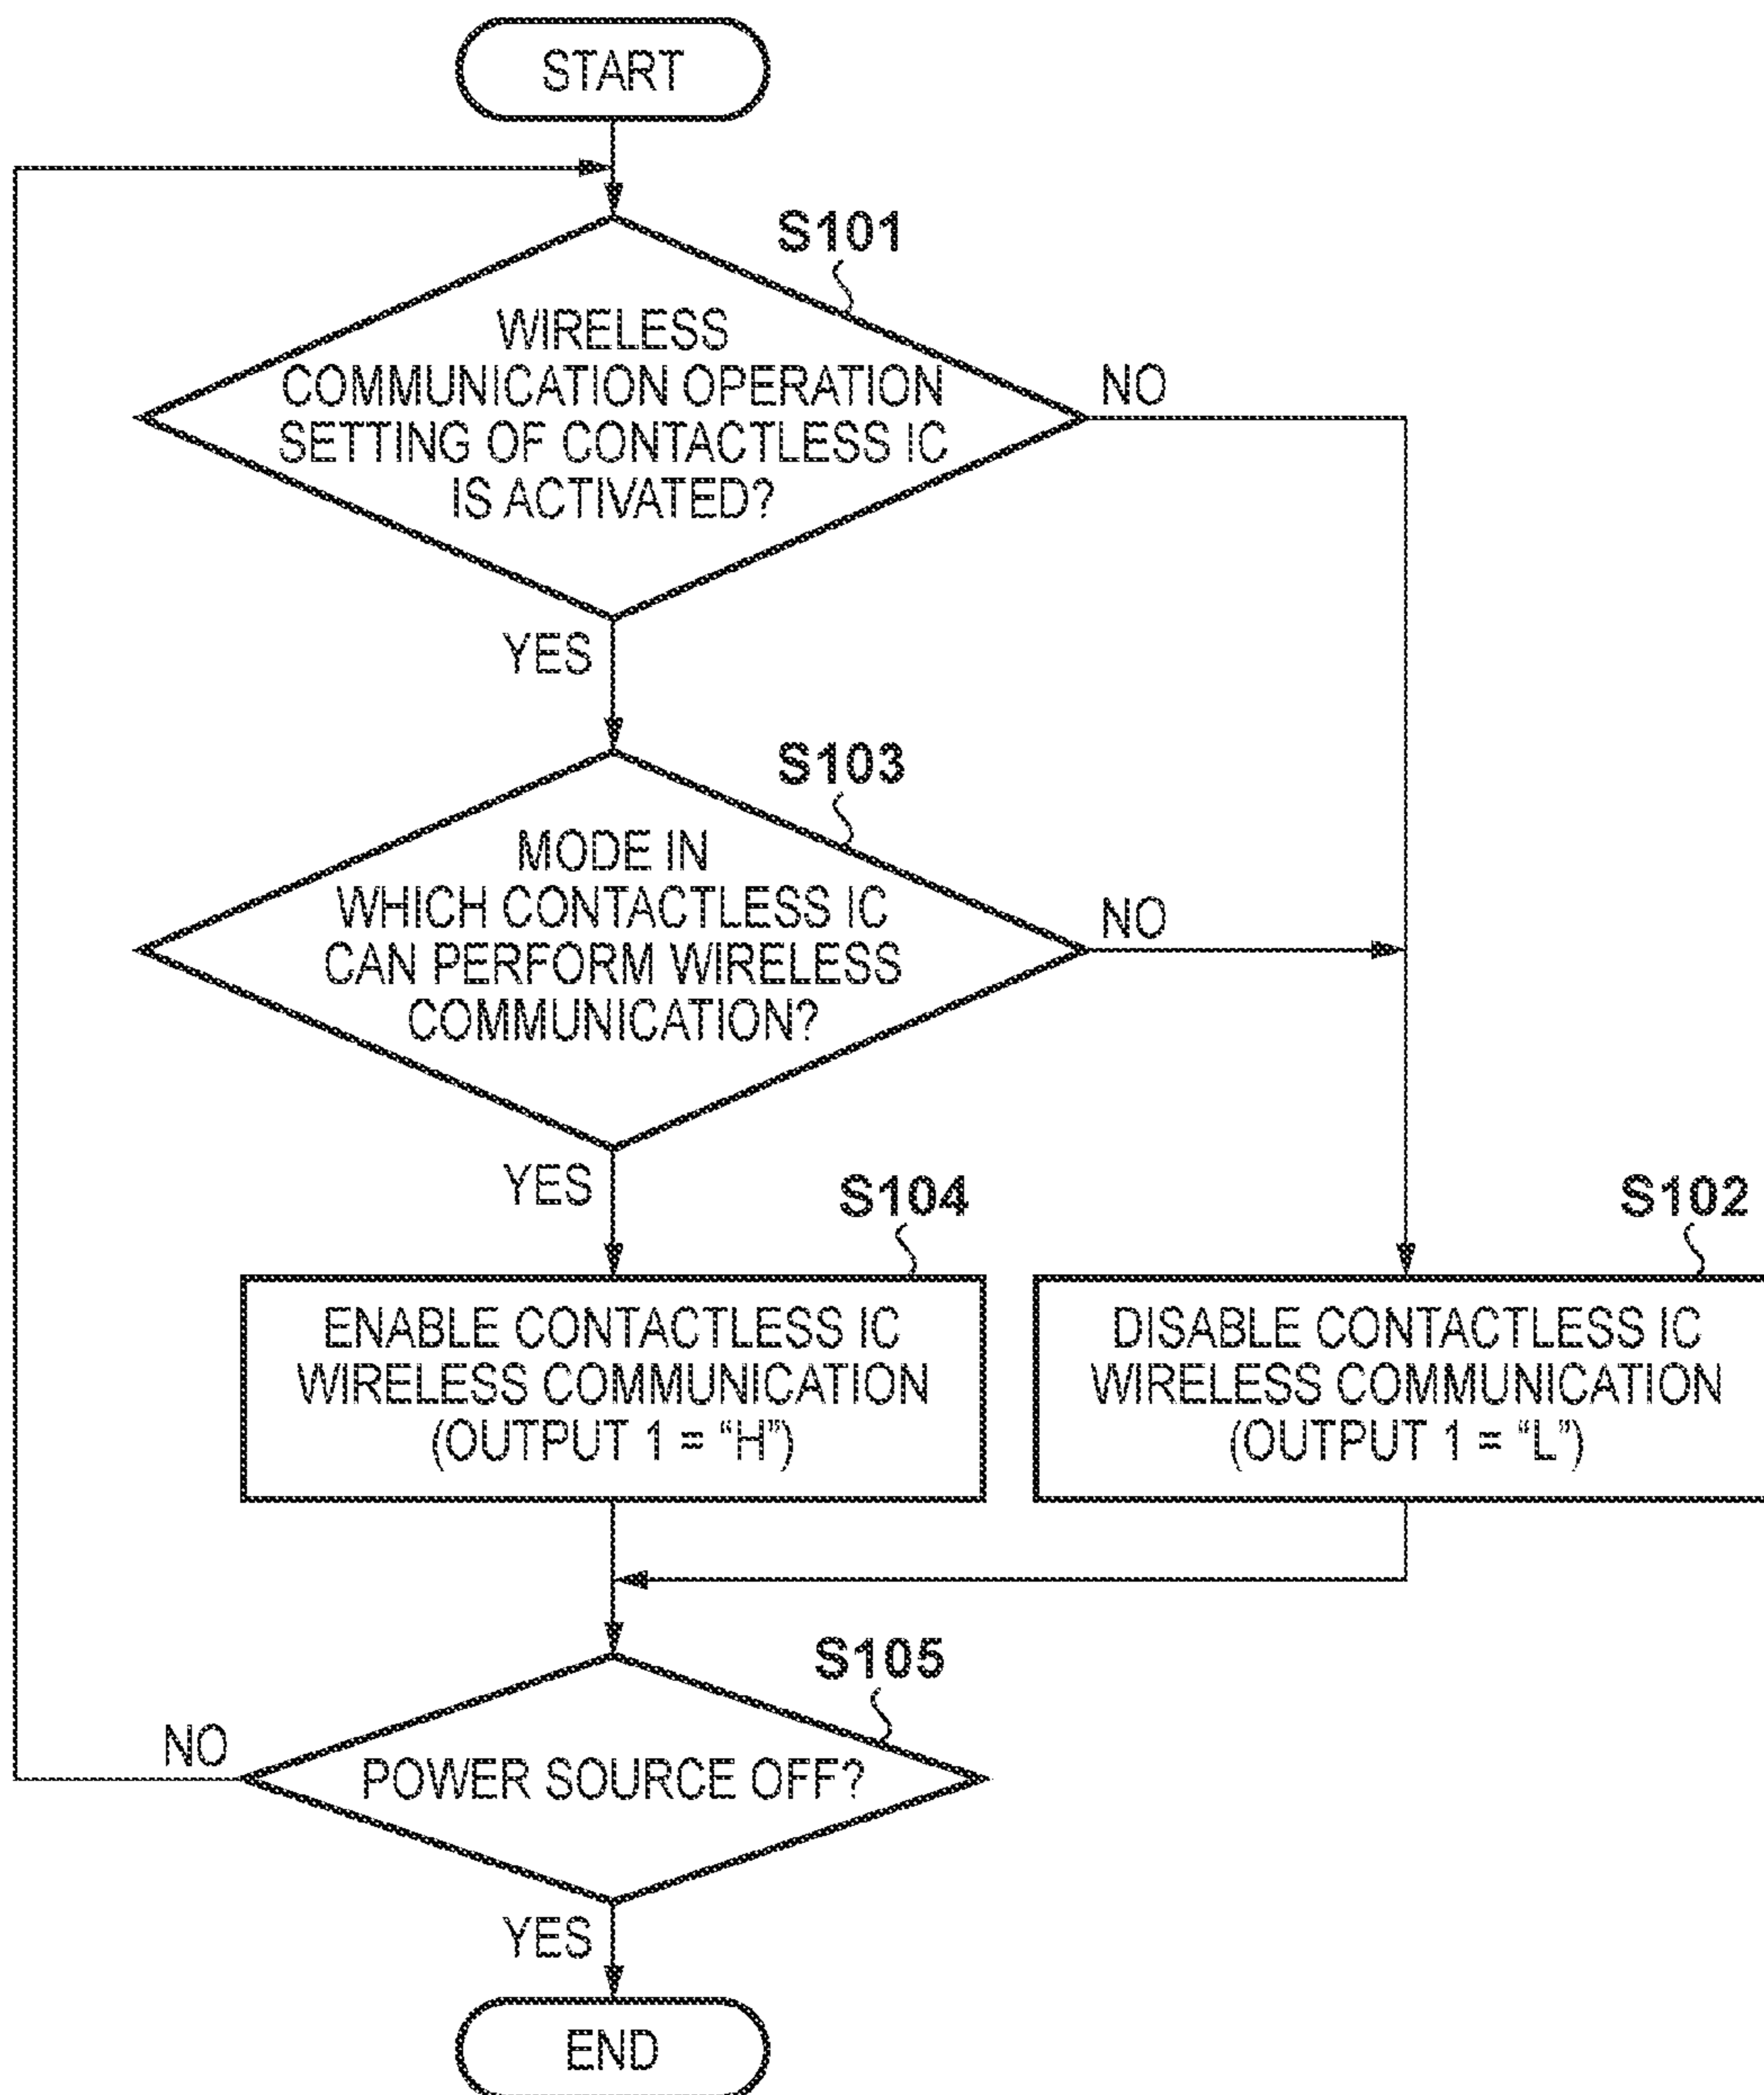 START
S101
WIRELESS
COMMUNICATION OPERATION
SETTING OF CONTACTLESS IC
IS ACTIVATED?
NO
YES
S103
MODE IN
WHICH CONTACTLESS IC
CAN PERFORM WIRELESS
COMMUNICATION?
NO
YES
S104
ENABLE CONTACTLESS IC
WIRELESS COMMUNICATION
(OUTPUT 1 = “H”)
S102
DISABLE CONTACTLESS IC
WIRELESS COMMUNICATION
(OUTPUT 1 = “L”)
S105
POWER SOURCE OFF?
NO
YES
END